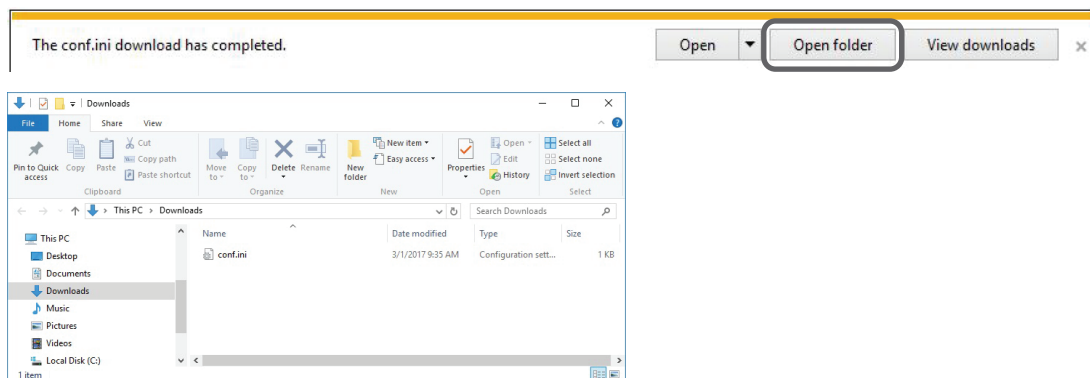 The conf.ini download has completed. Open Open folder View downloads ×
Downloads
File Home Share View
Pin to Quick access Copy Paste Cut Copy path Paste shortcut Clipboard
Move to Copy to Delete Rename Organize
New folder New item Easy access New
Properties Open Edit History Open
Select all Select none Invert selection Select
This PC > Downloads Search Downloads
Name Date modified Type Size
conf.ini 3/1/2017 9:35 AM Configuration sett... 1 KB
This PC
Desktop
Documents
Downloads
Music
Pictures
Videos
Local Disk (C:)
1 item